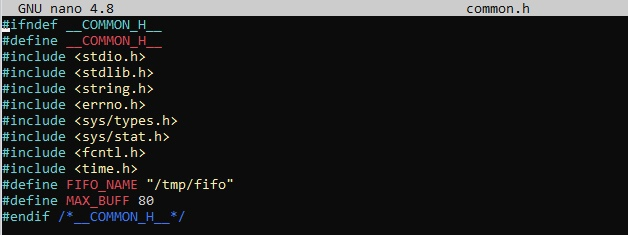 GNU nano 4.8 common.h
#ifndef __COMMON_H__
#define __COMMON_H__
#include <stdio.h>
#include <stdlib.h>
#include <string.h>
#include <errno.h>
#include <sys/types.h>
#include <sys/stat.h>
#include <fcntl.h>
#include <time.h>
#define FIFO_NAME "/tmp/fifo"
#define MAX_BUFF 80
#endif /*__COMMON_H__*/